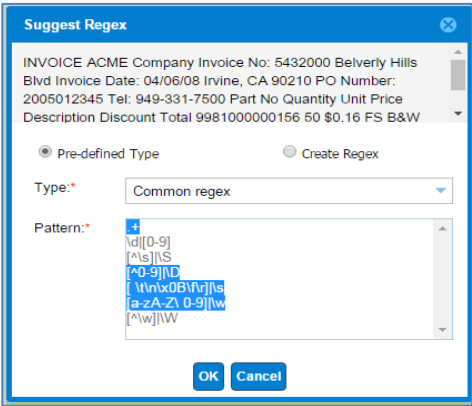 Suggest Regex
INVOICE ACME Company Invoice No: 5432000 Belverly Hills
Blvd Invoice Date: 04/06/08 Irvine, CA 90210 PO Number:
2005012345 Tel: 949-331-7500 Part No Quantity Unit Price
Description Discount Total 9981000000156 50 $0.16 FS B&W
Pre-defined Type Create Regex
Type:* Common regex
Pattern:* .+
\d|[0-9]
[^\s]|\S
[^0-9]|\D
[ \t\n\x0B\f\r]|\s
[a-zA-Z\ 0-9]|\w
[^\w]|\W
OK Cancel